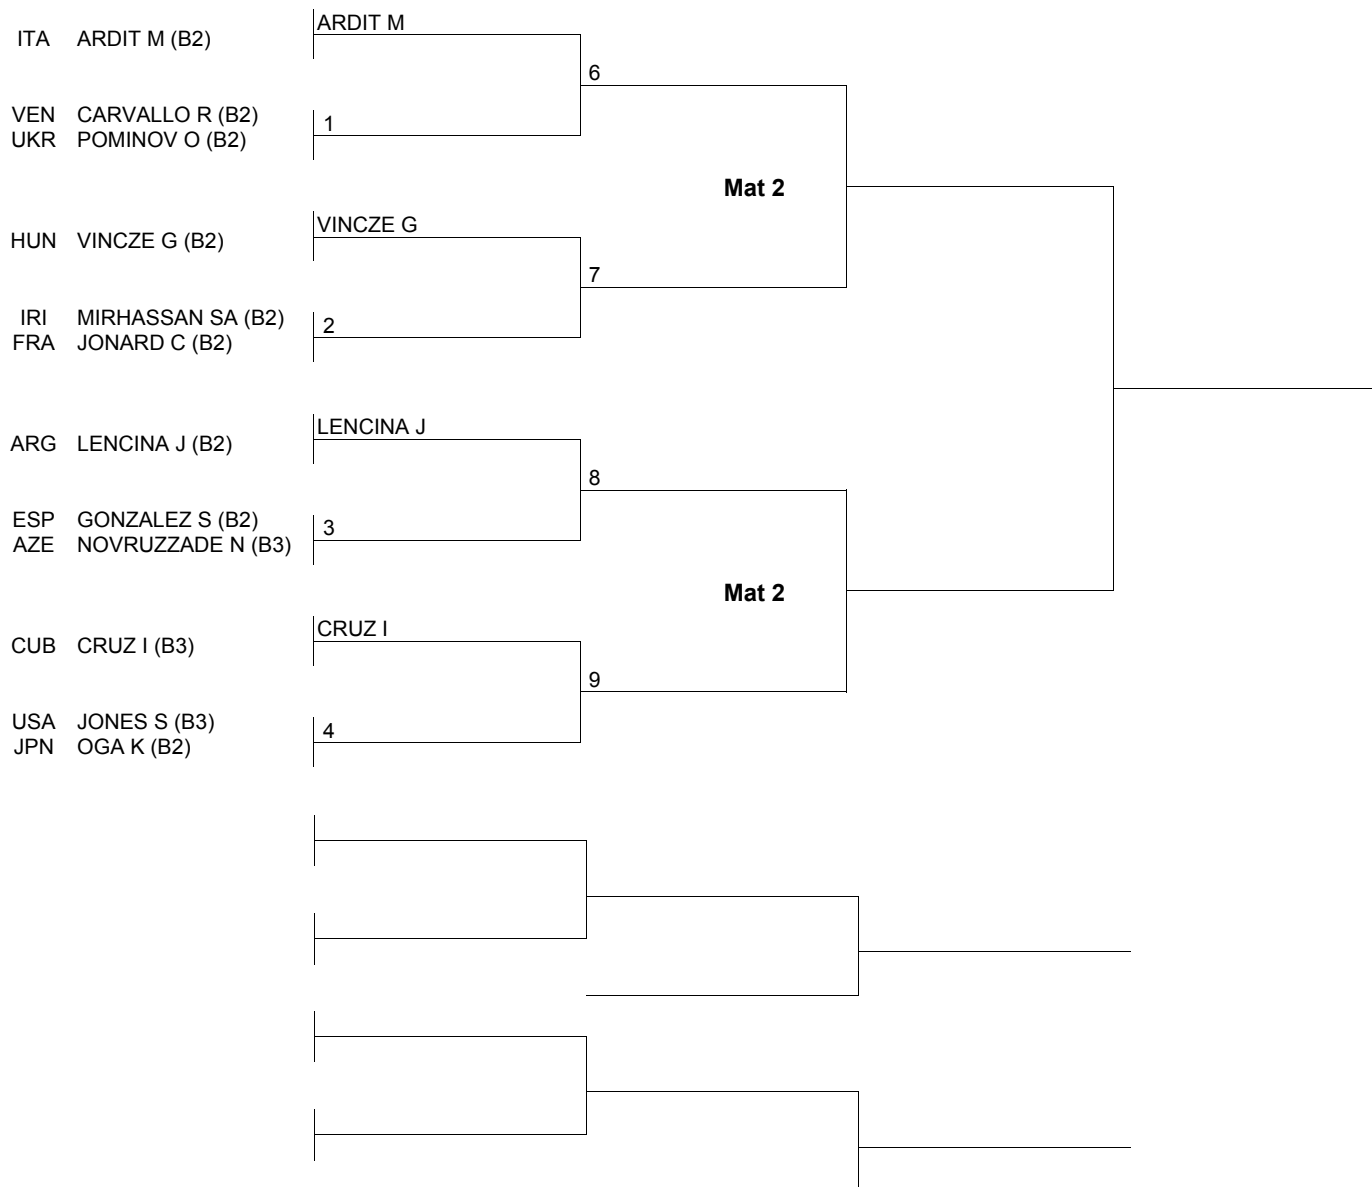 ARDIT M
ITA ARDIT M (B2)
6
VEN CARVALLO R (B2)
1
UKR POMINOV O (B2)
Mat 2
VINCZE G
HUN VINCZE G (B2)
7
IRI MIRHASSAN SA (B2)
2
FRA JONARD C (B2)
LENCINA J
ARG LENCINA J (B2)
8
ESP GONZALEZ S (B2)
3
AZE NOVRUZZADE N (B3)
Mat 2
CRUZ I
CUB CRUZ I (B3)
9
USA JONES S (B3)
4
JPN OGA K (B2)